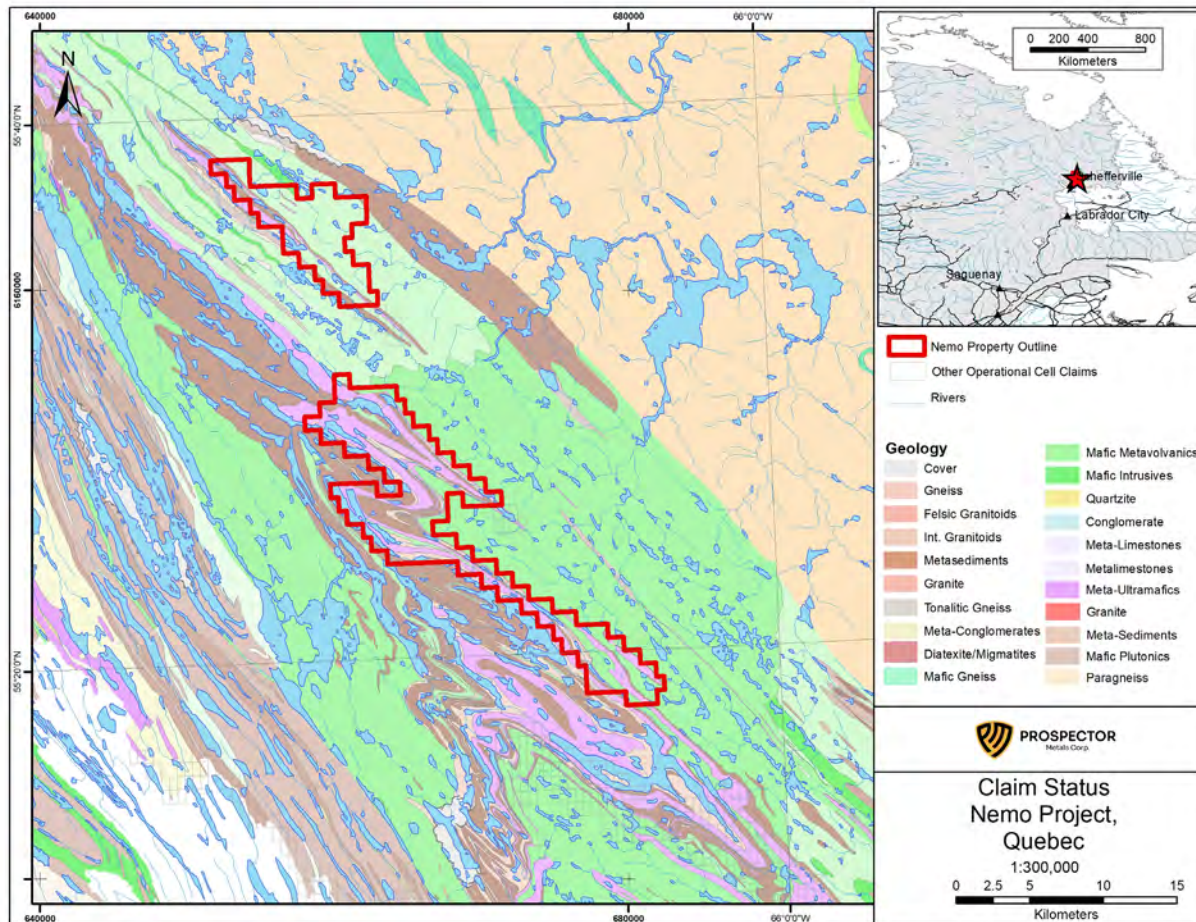 640000
680000
66°0'0"W
N
55°40'0"N
6160000
6160000
55°20'0"N
640000
680000
66°0'0"W
0 200 400 800
Kilometers
Schefferville
Labrador City
Saguenay
Nemo Property Outline
Other Operational Cell Claims
Rivers
Geology
Cover
Gneiss
Felsic Granitoids
Int. Granitoids
Metasediments
Granite
Tonalitic Gneiss
Meta-Conglomerates
Diatexite/Migmatites
Mafic Gneiss
Mafic Metavolvanics
Mafic Intrusives
Quartzite
Conglomerate
Meta-Limestones
Metalimestones
Meta-Ultramafics
Granite
Meta-Sediments
Mafic Plutonics
Paragneiss
PROSPECTOR
Metals Corp.
Claim Status
Nemo Project,
Quebec
1:300,000
0 2.5 5 10 15
Kilometers